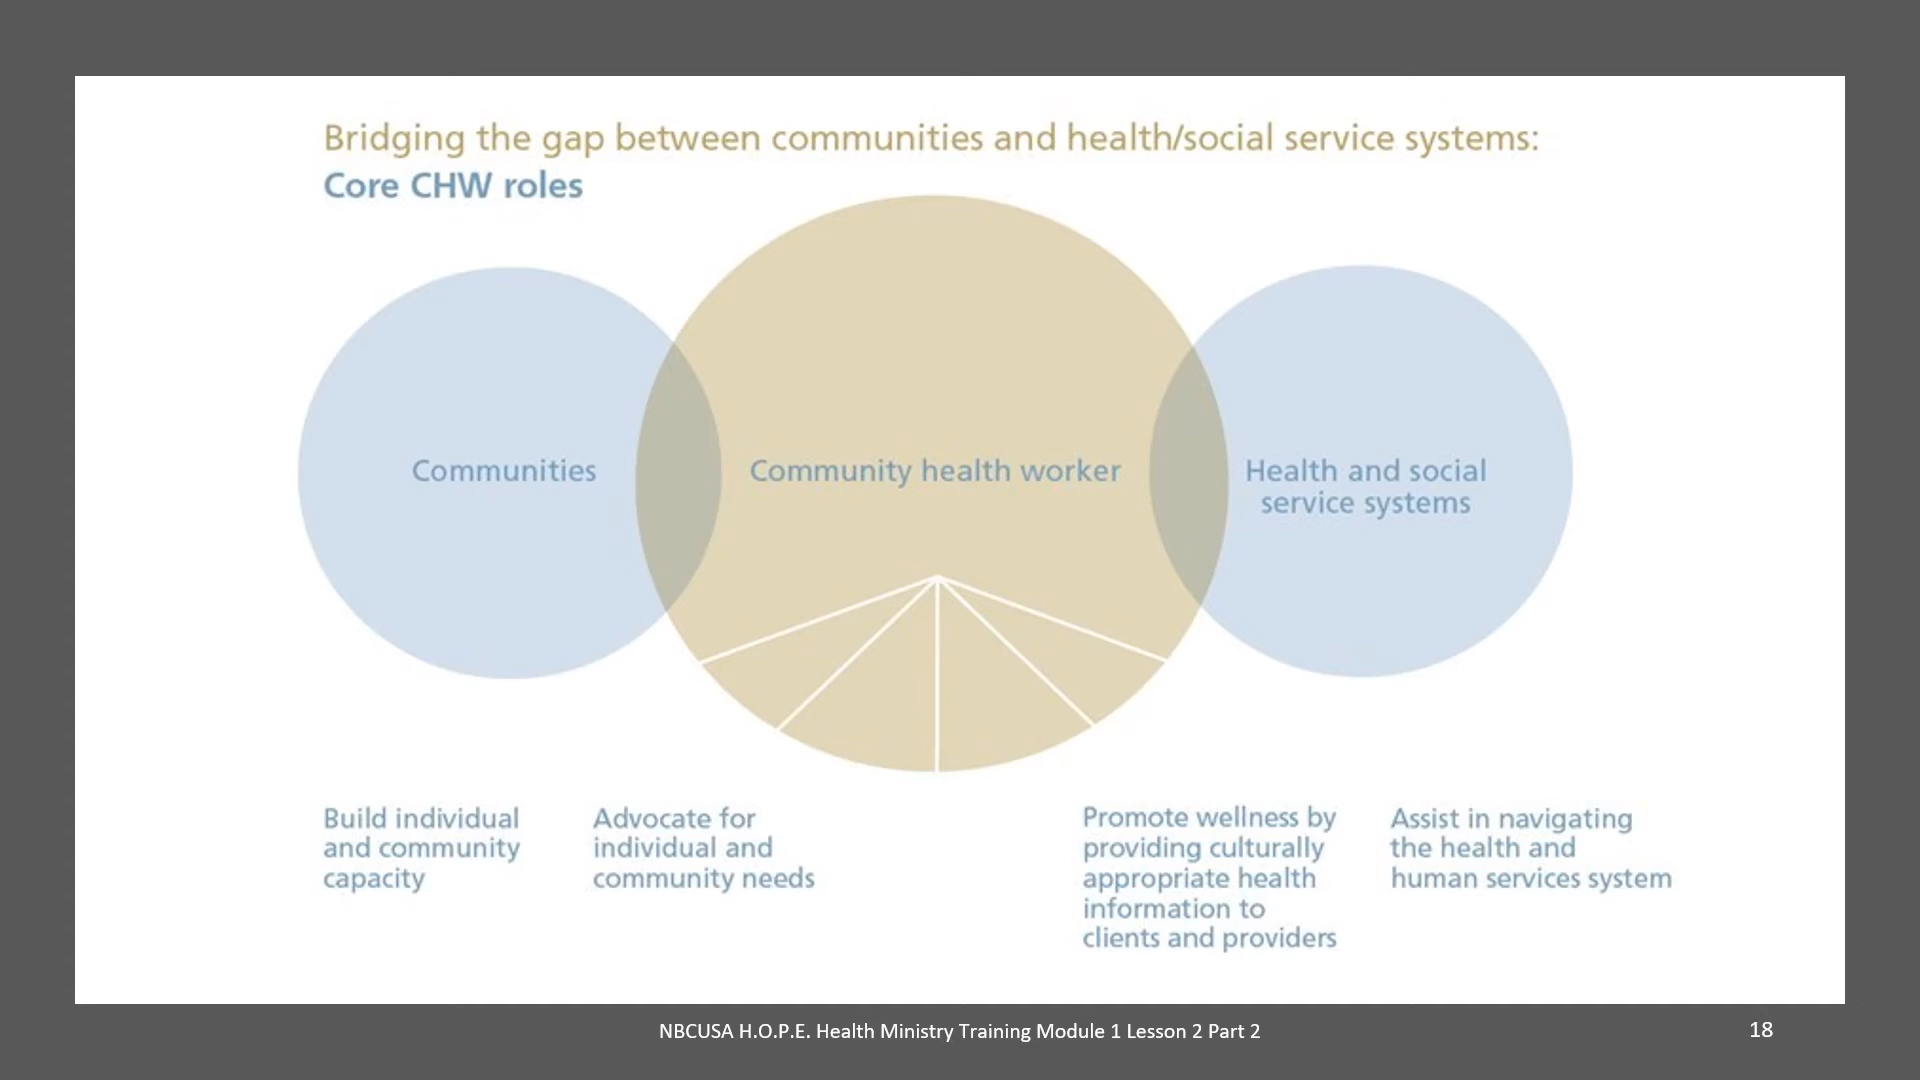 Bridging the gap between communities and health/social service systems:
Core CHW roles
Communities
Community health worker
Health and social
service systems
Build individual
and community
capacity
Advocate for
individual and
community needs
Promote wellness by
providing culturally
appropriate health
information to
clients and providers
Assist in navigating
the health and
human services system
NBCUSA H.O.P.E. Health Ministry Training Module 1 Lesson 2 Part 2
18